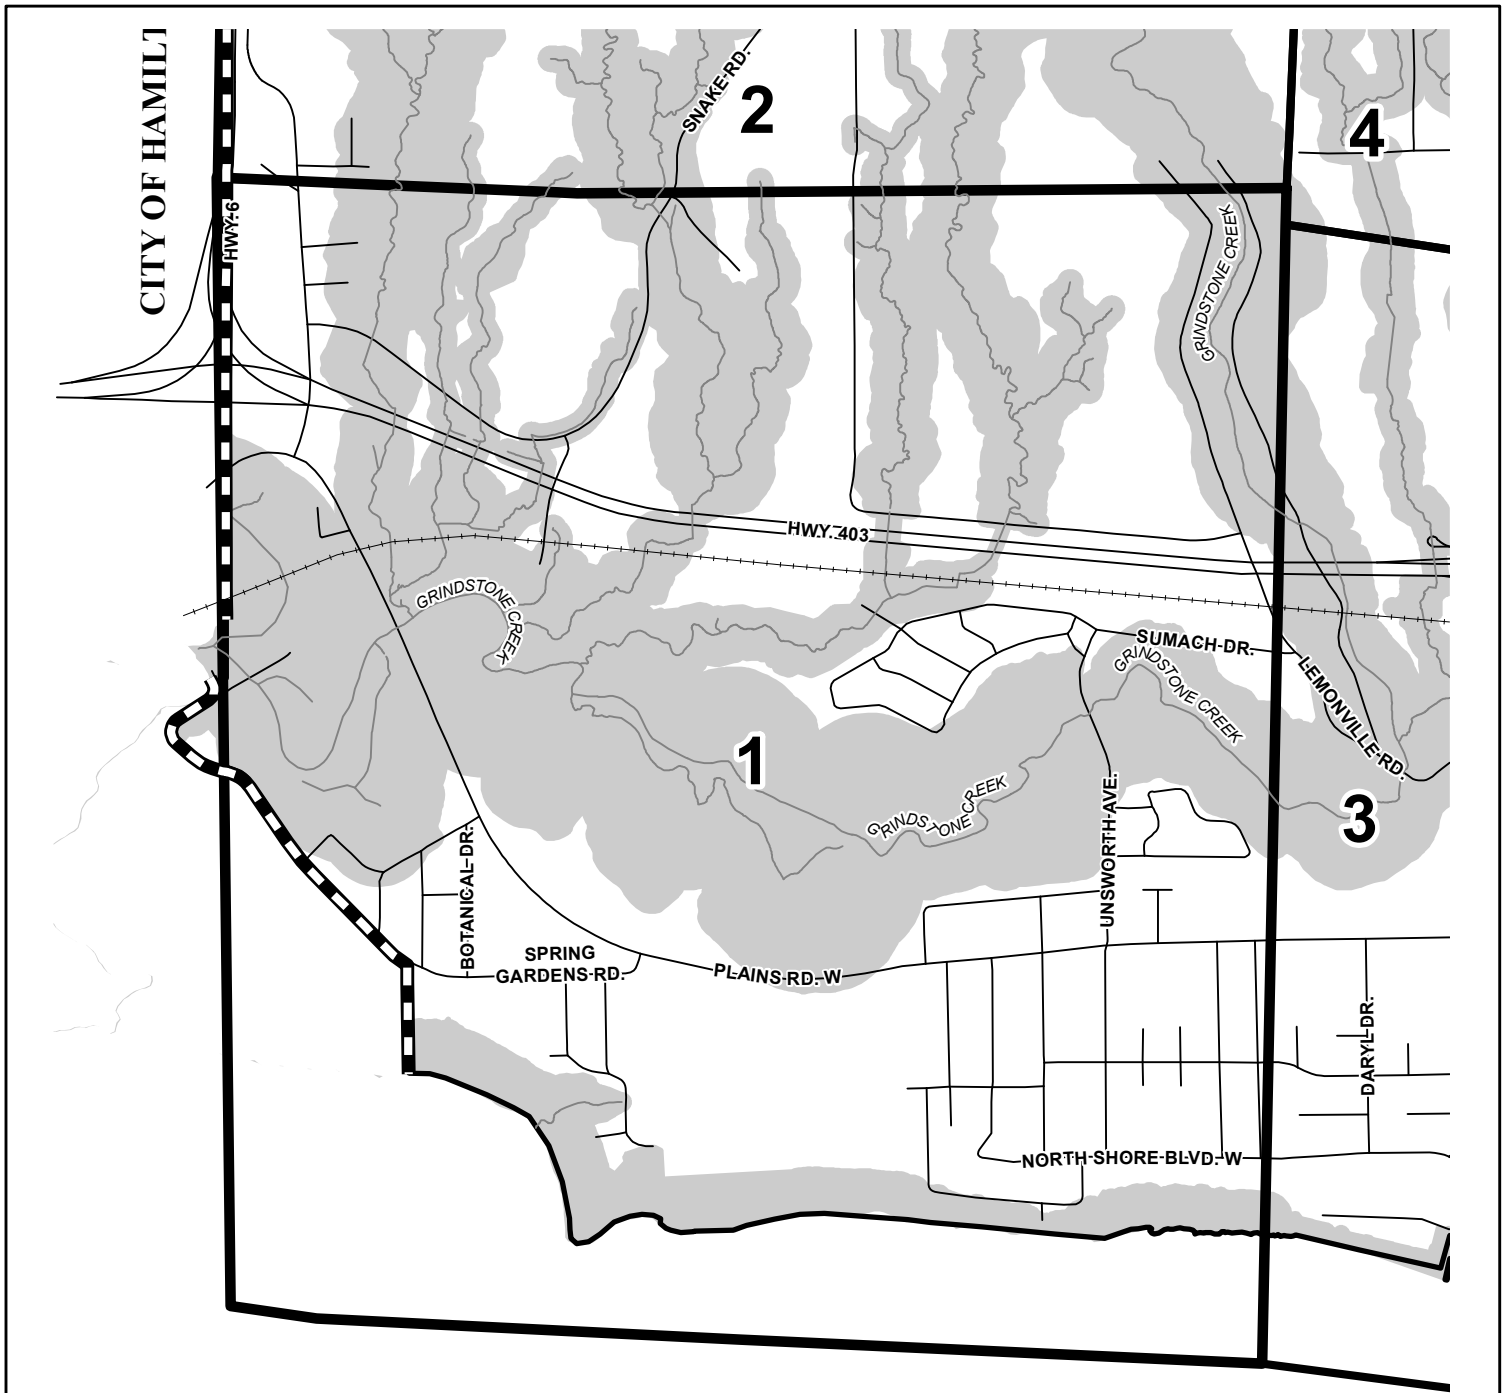 CITY OF HAMILT
SNAKE RD.
2
4
HWY. 6
GRINDSTONE CREEK
HWY. 403
GRINDSTONE CREEK
SUMACH DR.
GRINDSTONE CREEK
LEMONVILLE RD.
1
GRINDSTONE CREEK
UNSWORTH AVE.
3
BOTANICAL DR.
SPRING
GARDENS RD.
PLAINS RD. W
DARYL DR.
NORTH SHORE BLVD. W